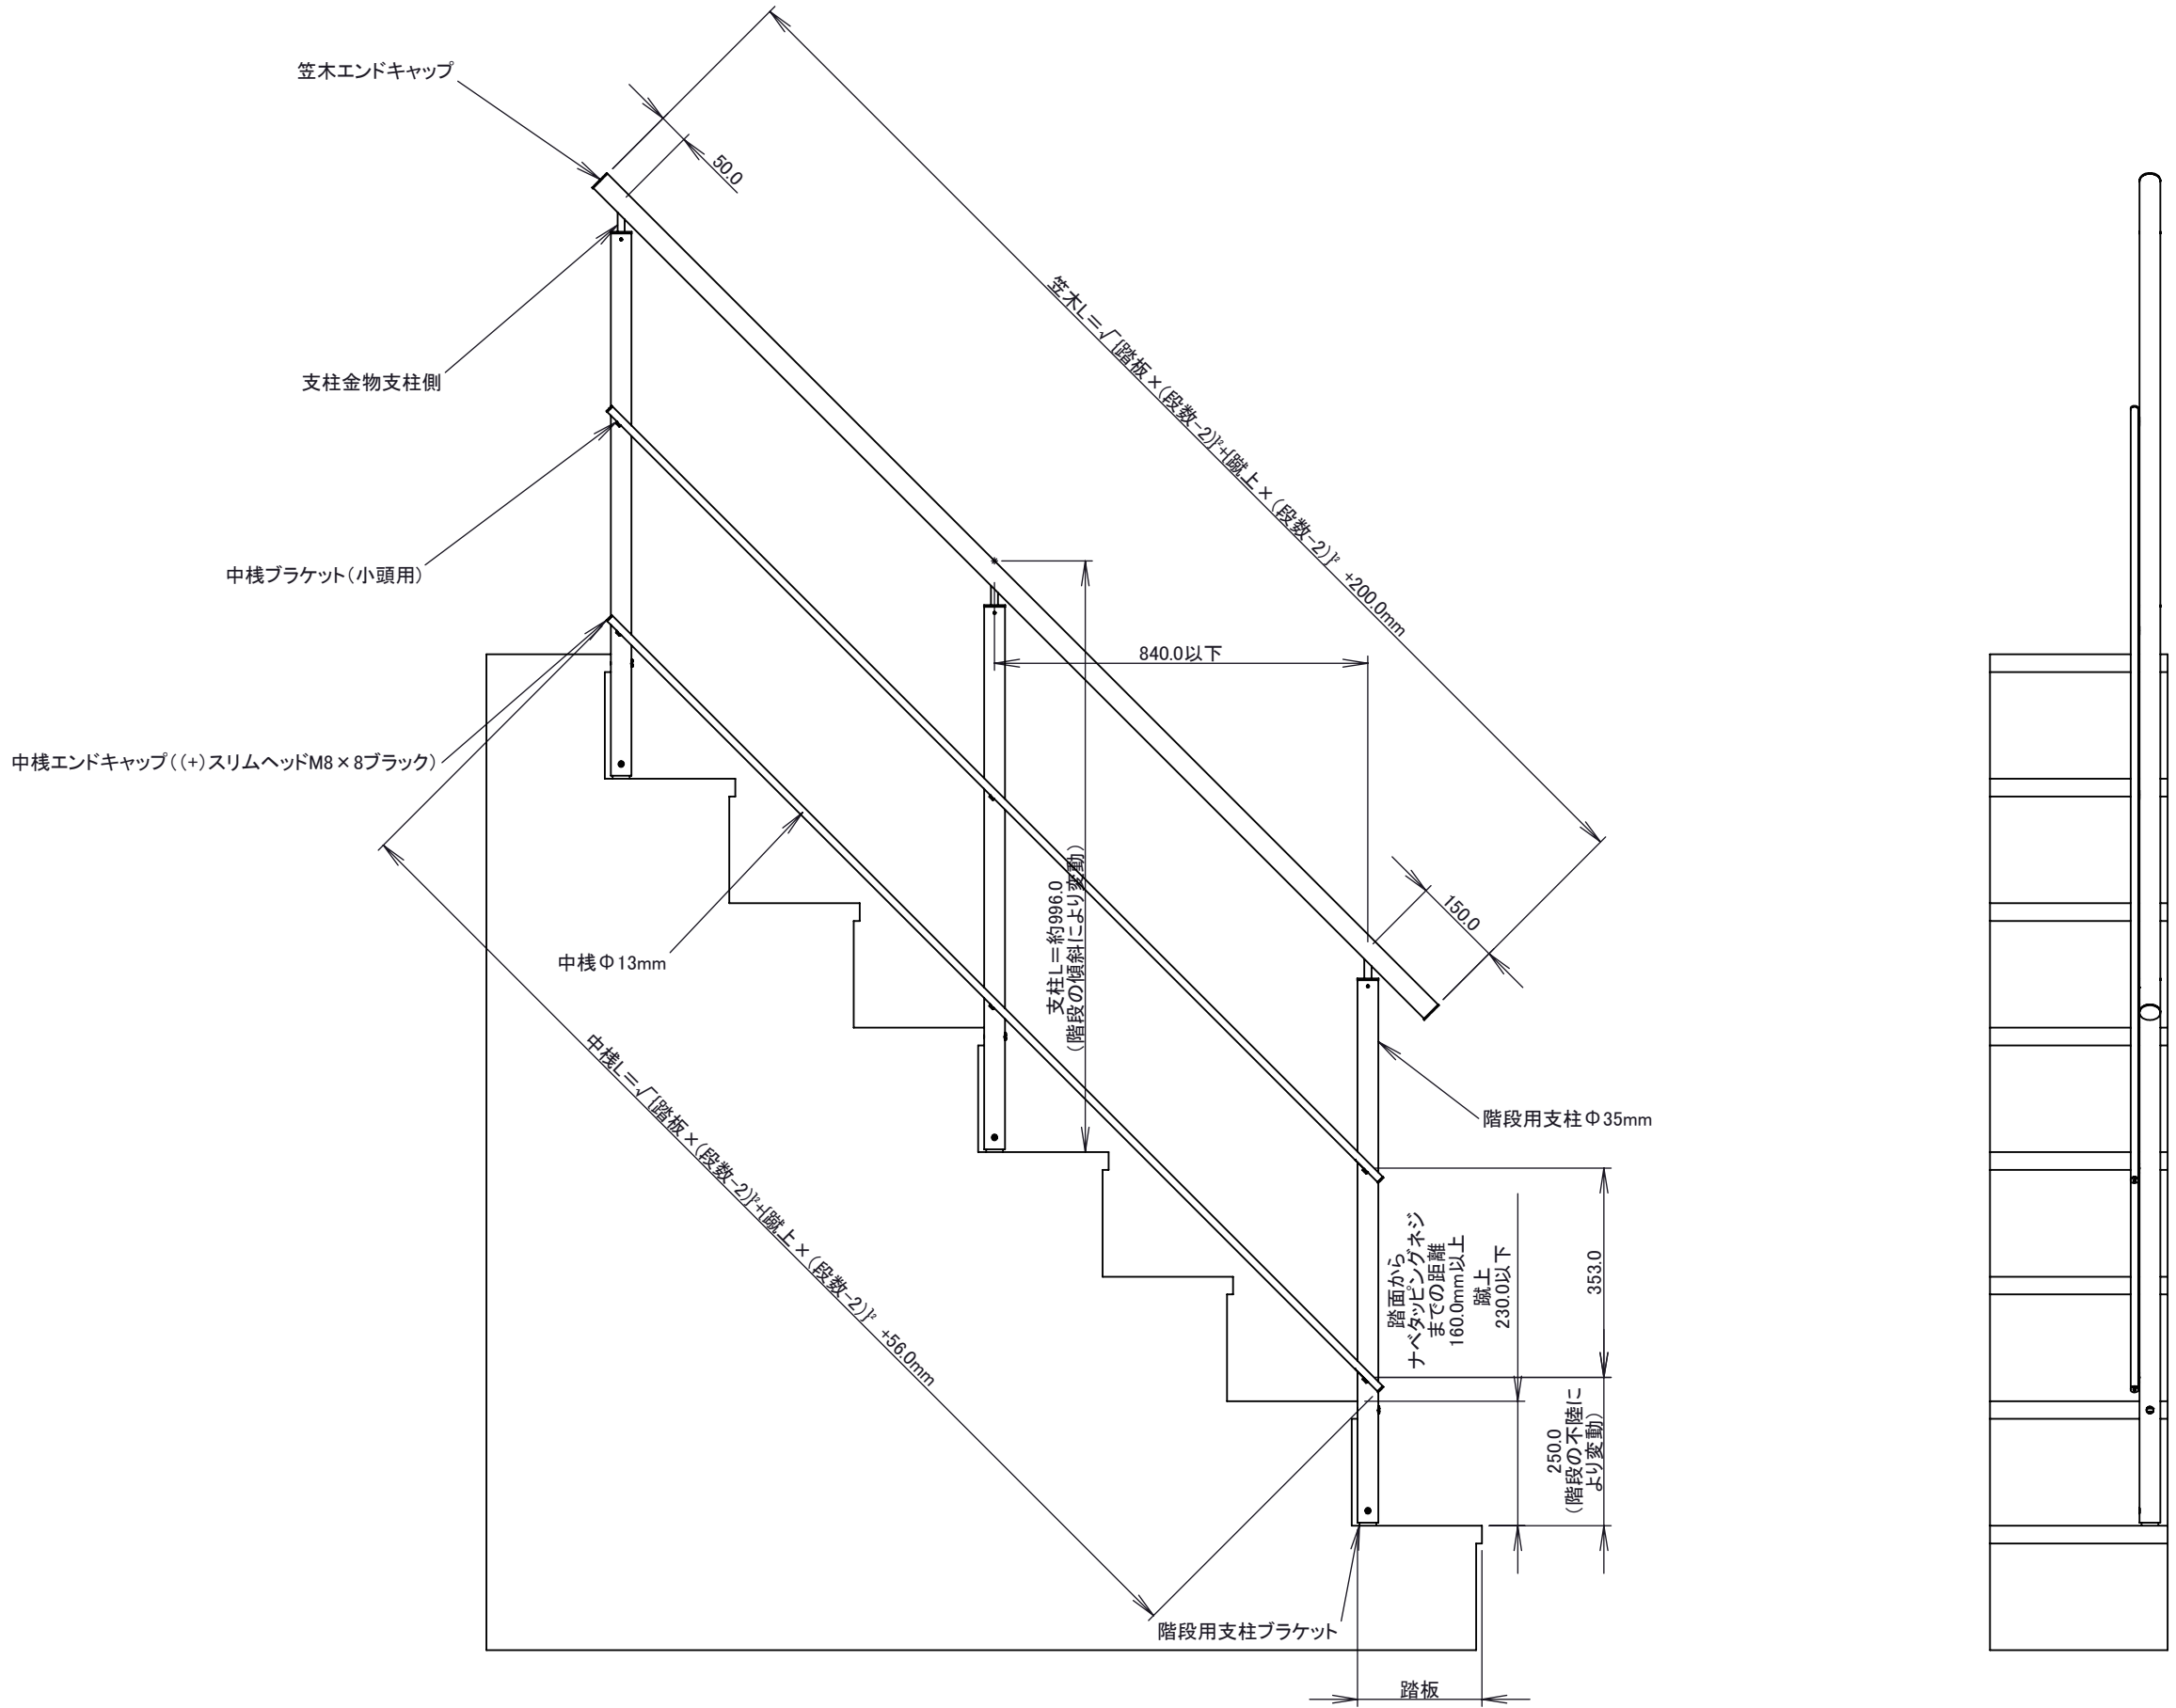 笠木エンドキャップ
50.0
笠木L=√{踏板×(段数-2)}²+{蹴上×(段数-2)}² +200.0mm
支柱金物支柱側
中桟ブラケット(小頭用)
840.0以下
中桟エンドキャップ((+)スリムヘッドM8×8ブラック)
支柱L=約996.0
(階段の傾斜により変動)
150.0
中桟Φ13mm
中桟L=√{踏板×(段数-2)}²+{蹴上×(段数-2)}² +56.0mm
階段用支柱Φ35mm
踏面から
ナベタッピングネジ
までの距離
160.0mm以上
蹴上
230.0以下
353.0
250.0
(階段の不陸に
より変動)
階段用支柱ブラケット
踏板